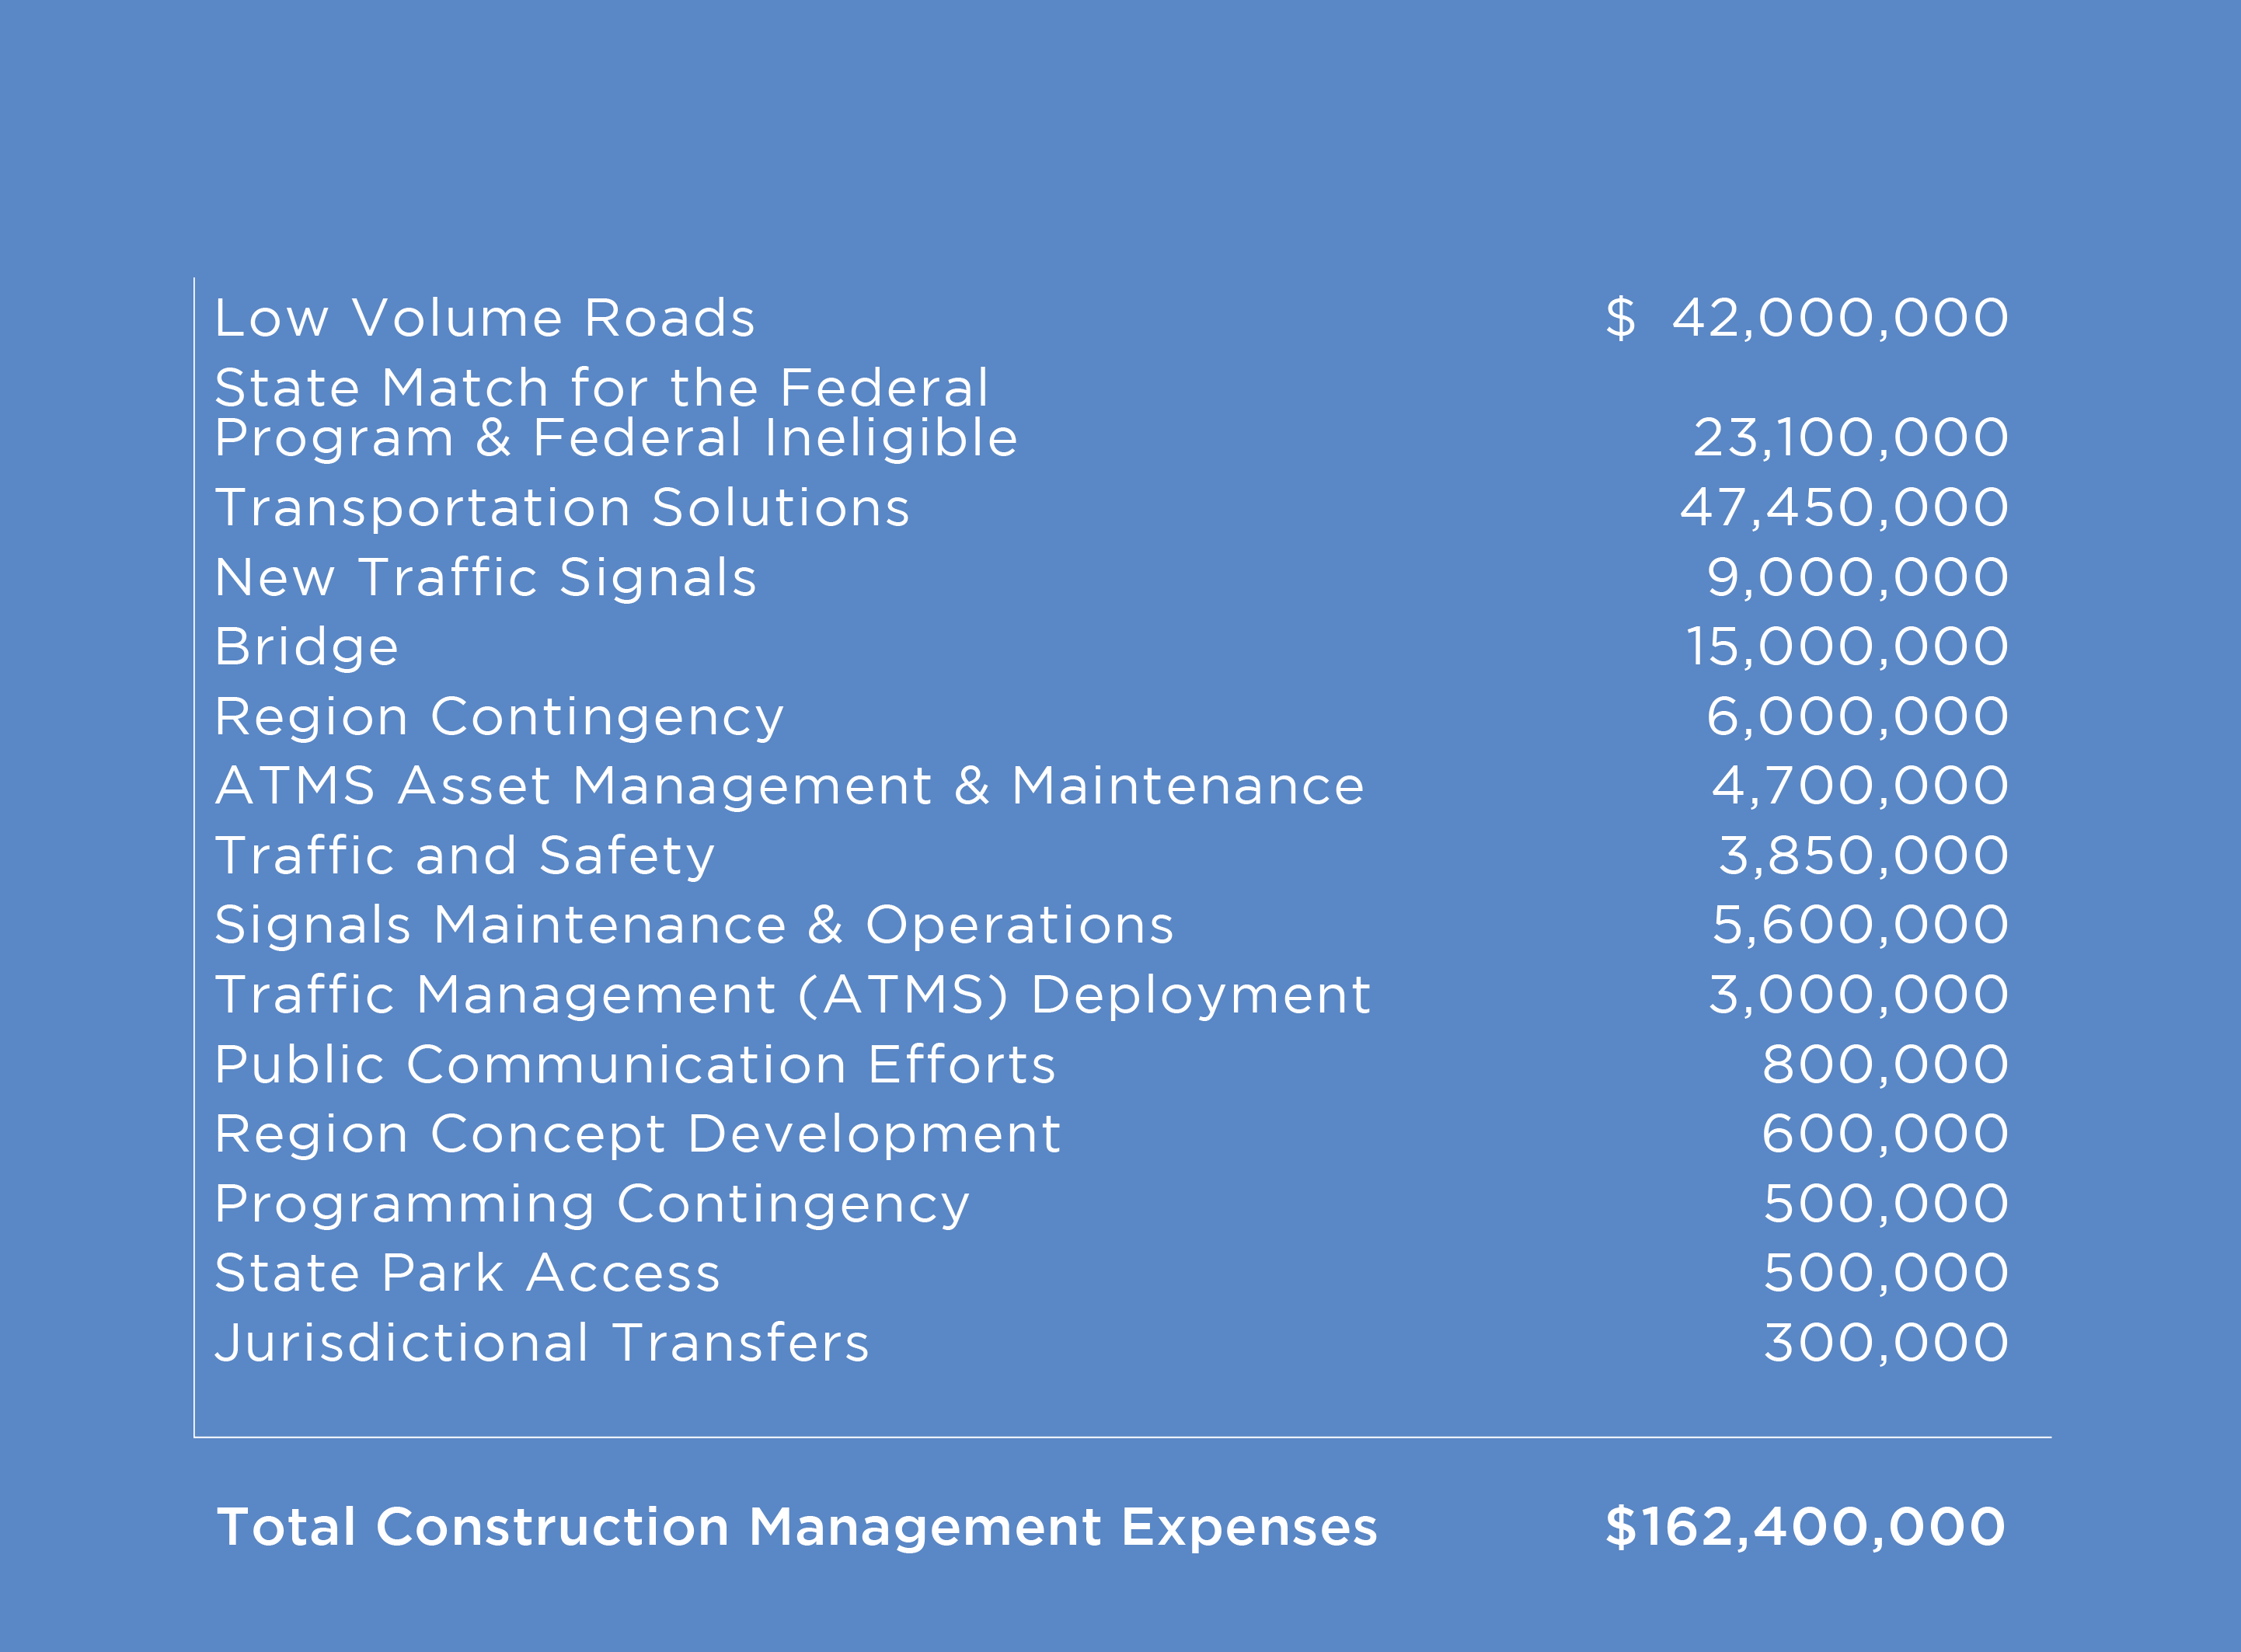 Low Volume Roads $ 42,000,000
State Match for the Federal
Program & Federal Ineligible 23,100,000
Transportation Solutions 47,450,000
New Traffic Signals 9,000,000
Bridge 15,000,000
Region Contingency 6,000,000
ATMS Asset Management & Maintenance 4,700,000
Traffic and Safety 3,850,000
Signals Maintenance & Operations 5,600,000
Traffic Management (ATMS) Deployment 3,000,000
Public Communication Efforts 800,000
Region Concept Development 600,000
Programming Contingency 500,000
State Park Access 500,000
Jurisdictional Transfers 300,000
Total Construction Management Expenses $162,400,000